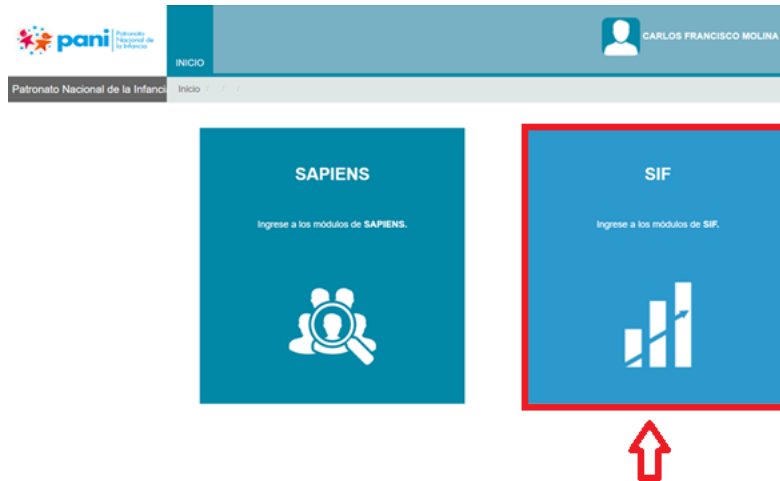 pani Patronato
Nacional de
la Infancia
INICIO
CARLOS FRANCISCO MOLINA
Patronato Nacional de la Infanci
Inicio / / /
SAPIENS
Ingrese a los módulos de SAPIENS.
SIF
Ingrese a los módulos de SIF.